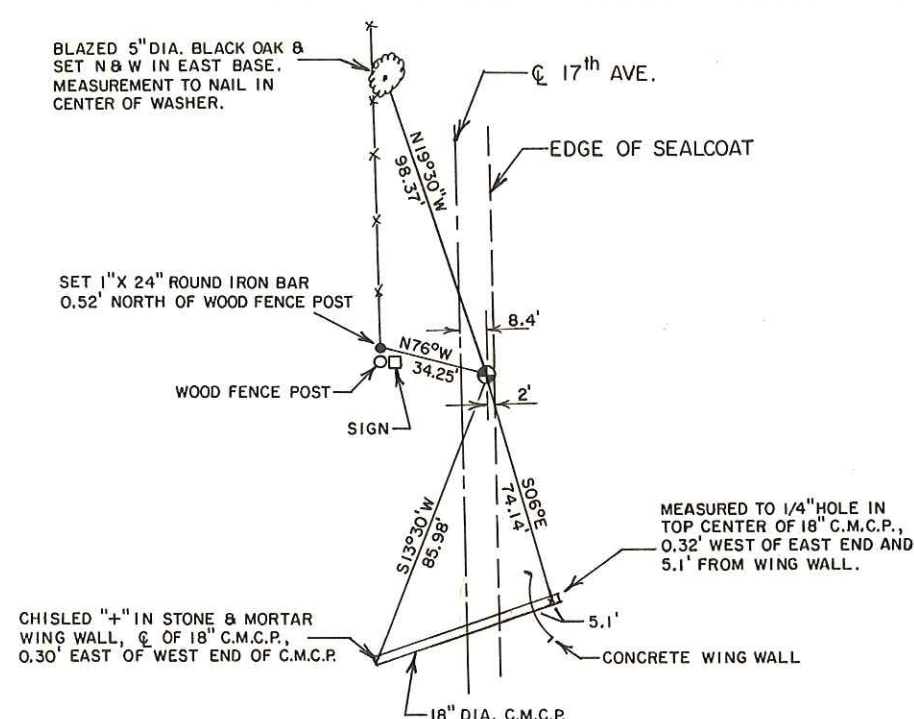 BLAZED 5" DIA. BLACK OAK &
SET N & W IN EAST BASE.
MEASUREMENT TO NAIL IN
CENTER OF WASHER.
℄ 17th AVE.
EDGE OF SEALCOAT
N19°30"W
98.37'
SET 1" X 24" ROUND IRON BAR
0.52' NORTH OF WOOD FENCE POST
8.4'
N76°W
34.25'
WOOD FENCE POST
2'
SIGN
S13°30'W
85.98'
S06°E
74.14'
MEASURED TO 1/4" HOLE IN
TOP CENTER OF 18" C.M.C.P.,
0.32' WEST OF EAST END AND
5.1' FROM WING WALL.
CHISLED "+" IN STONE & MORTAR
WING WALL, ℄ OF 18" C.M.C.P.,
0.30' EAST OF WEST END OF C.M.C.P.
5.1'
CONCRETE WING WALL
18" DIA. C.M.C.P.